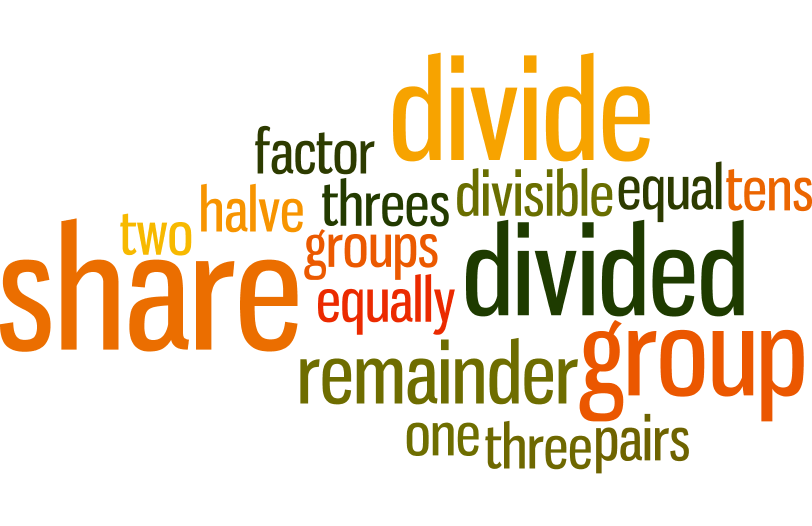 divide
factor
threes
divisible
equal
tens
halve
two
groups
share
equally
divided
remainder
group
one
three
pairs